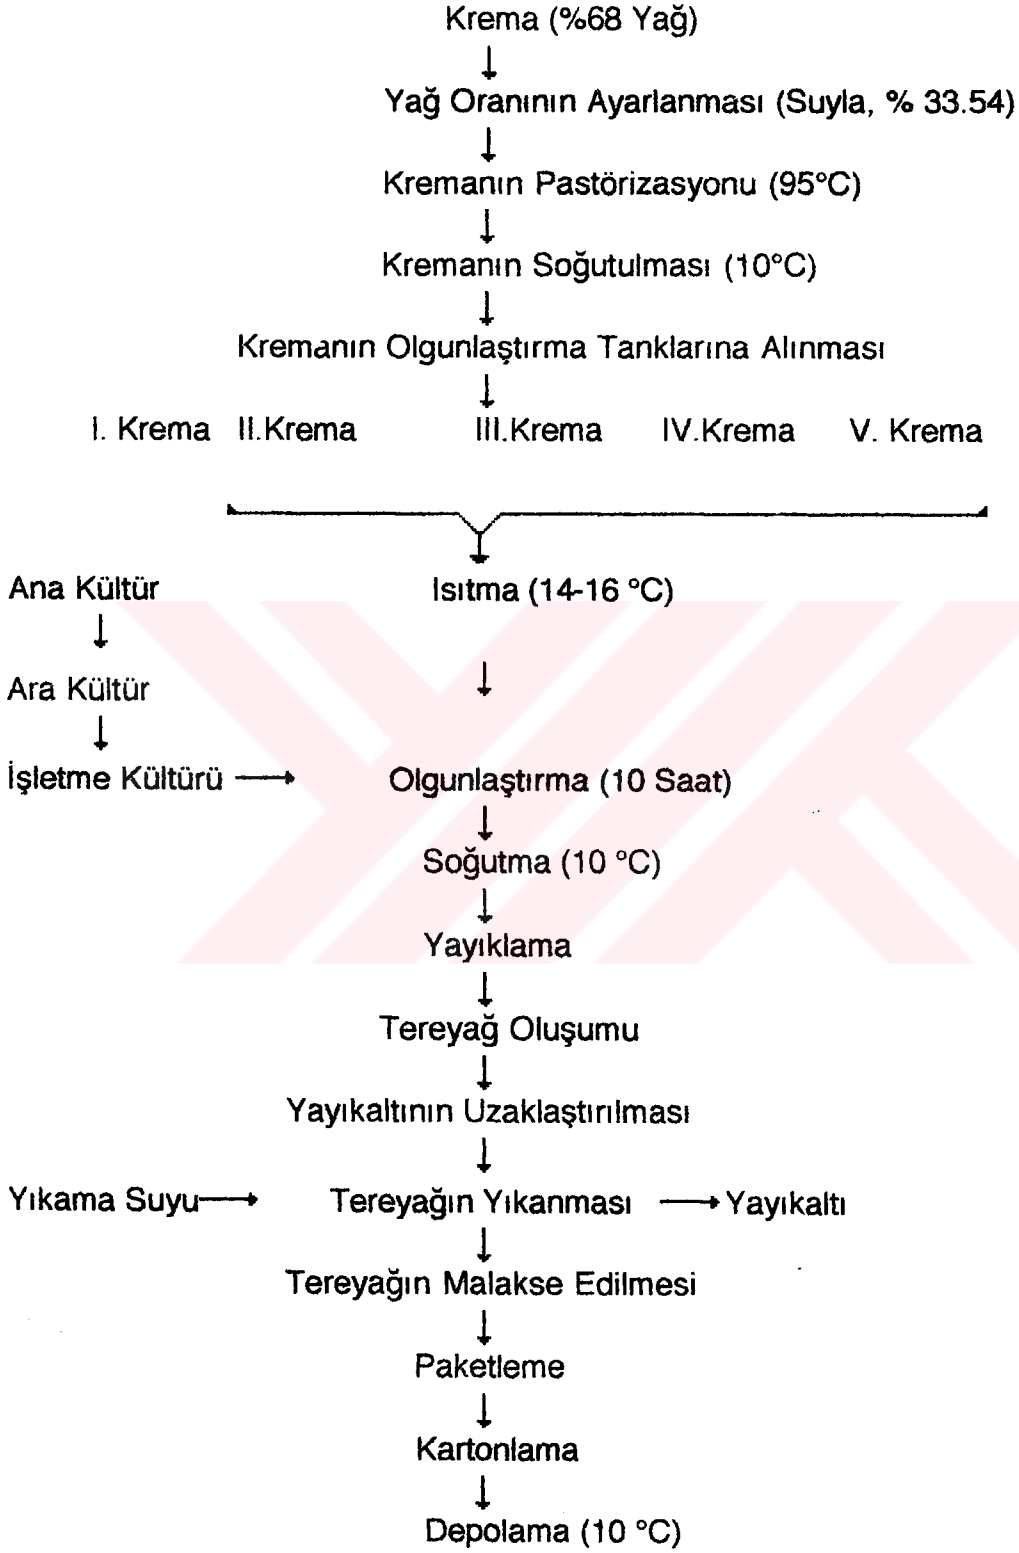 Krema (%68 Yağ)
Yağ Oranının Ayarlanması (Suyla, % 33.54)
Kremanın Pastörizasyonu (95°C)
Kremanın Soğutulması (10°C)
Kremanın Olgunlaştırma Tanklarına Alınması
I. Krema II.Krema III.Krema IV.Krema V. Krema
Ana Kültür Isıtma (14-16 °C)
Ara Kültür
İşletme Kültürü Olgunlaştırma (10 Saat)
Soğutma (10 °C)
Yayıklama
Tereyağ Oluşumu
Yayıkaltının Uzaklaştırılması
Yıkama Suyu Tereyağın Yıkanması Yayıkaltı
Tereyağın Malakse Edilmesi
Paketleme
Kartonlama
Depolama (10 °C)